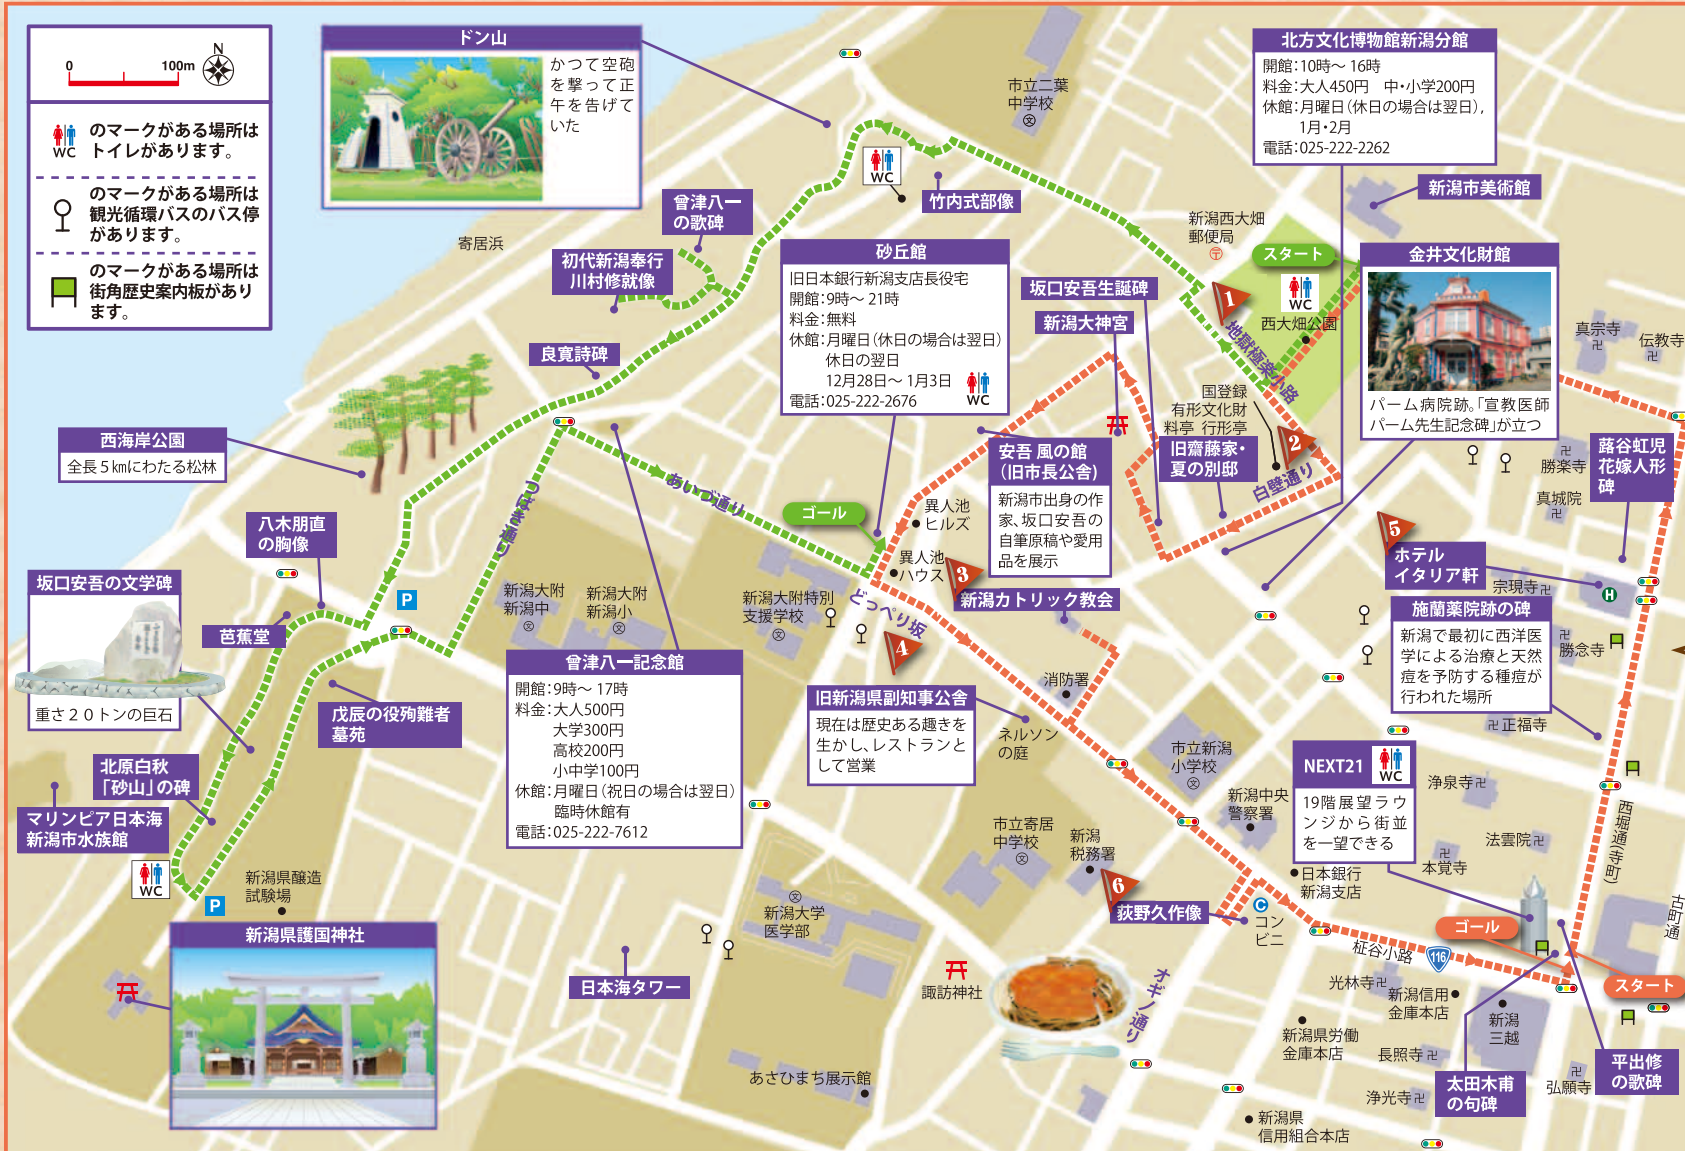 0 100m
N
WC
のマークがある場所は
トイレがあります。
のマークがある場所は
観光循環バスのバス停
があります。
のマークがある場所は
街角歴史案内板があり
ます。
ドン山
かつて空砲
を撃って正
午を告げて
いた
市立二葉
中学校
文
北方文化博物館新潟分館
開館：10時〜16時
料金：大人450円　中・小学200円
休館：月曜日（休日の場合は翌日）,
1月・2月
電話：025-222-2262
新潟市美術館
WC
竹内式部像
曾津八一
の歌碑
寄居浜
初代新潟奉行
川村修就像
良寛詩碑
砂丘館
旧日本銀行新潟支店長役宅
開館：9時〜21時
料金：無料
休館：月曜日（休日の場合は翌日）
休日の翌日
12月28日〜1月3日
電話：025-222-2676
WC
新潟西大畑
郵便局
〒
スタート
WC
西大畑公園
1
地獄極楽小路
坂口安吾生誕碑
新潟大神宮
金井文化財館
パーム病院跡。「宣教医師
パーム先生記念碑」が立つ
真宗寺
卍
伝教寺
卍
国登録
有形文化財
料亭 行形亭
旧齋藤家・
夏の別邸
2
白壁通り
西海岸公園
全長５㎞にわたる松林
つばき通り
あいづ通り
ゴール
安吾 風の館
（旧市長公舎）
新潟市出身の作
家、坂口安吾の
自筆原稿や愛用
品を展示
異人池
ヒルズ
異人池
ハウス
3
新潟カトリック教会
卍
勝楽寺
真城院
卍
蕗谷虹児
花嫁人形
碑
5
ホテル
イタリア軒
宗現寺卍
H
八木朋直
の胸像
坂口安吾の文学碑
重さ２０トンの巨石
芭蕉堂
P
新潟大附
新潟中
文
新潟大附
新潟小
文
新潟大附特別
支援学校
文
どっぺり坂
4
施蘭薬院跡の碑
新潟で最初に西洋医
学による治療と天然
痘を予防する種痘が
行われた場所
卍
勝念寺
卍正福寺
曾津八一記念館
開館：9時〜17時
料金：大人500円
大学300円
高校200円
小中学100円
休館：月曜日（祝日の場合は翌日）
臨時休館有
電話：025-222-7612
旧新潟県副知事公舎
現在は歴史ある趣きを
生かし、レストランと
して営業
消防署
ネルソン
の庭
戊辰の役殉難者
墓苑
北原白秋
「砂山」の碑
マリンピア日本海
新潟市水族館
WC
P
新潟県醸造
試験場
市立新潟
小学校
文
新潟中央
警察署
NEXT21
WC
19階展望ラウ
ンジから街並
を一望できる
浄泉寺卍
法雲院卍
卍
本覚寺
西堀通（寺町）
古町通
市立寄居
中学校
文
新潟
税務署
6
荻野久作像
C
コン
ビニ
日本銀行
新潟支店
文
新潟大学
医学部
新潟県護国神社
日本海タワー
諏訪神社
オギノ通り
柾谷小路
116
ゴール
スタート
光林寺卍
新潟信用
金庫本店
新潟
三越
新潟県労働
金庫本店
長照寺卍
浄光寺卍
太田木甫
の句碑
卍
弘願寺
平出修
の歌碑
あさひまち展示館
新潟県
信用組合本店